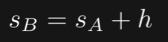 s_B = s_A + h